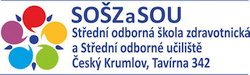 SOŠZaSOU
Střední odborná škola zdravotnická
a Střední odborné učiliště
Český Krumlov, Tavírna 342